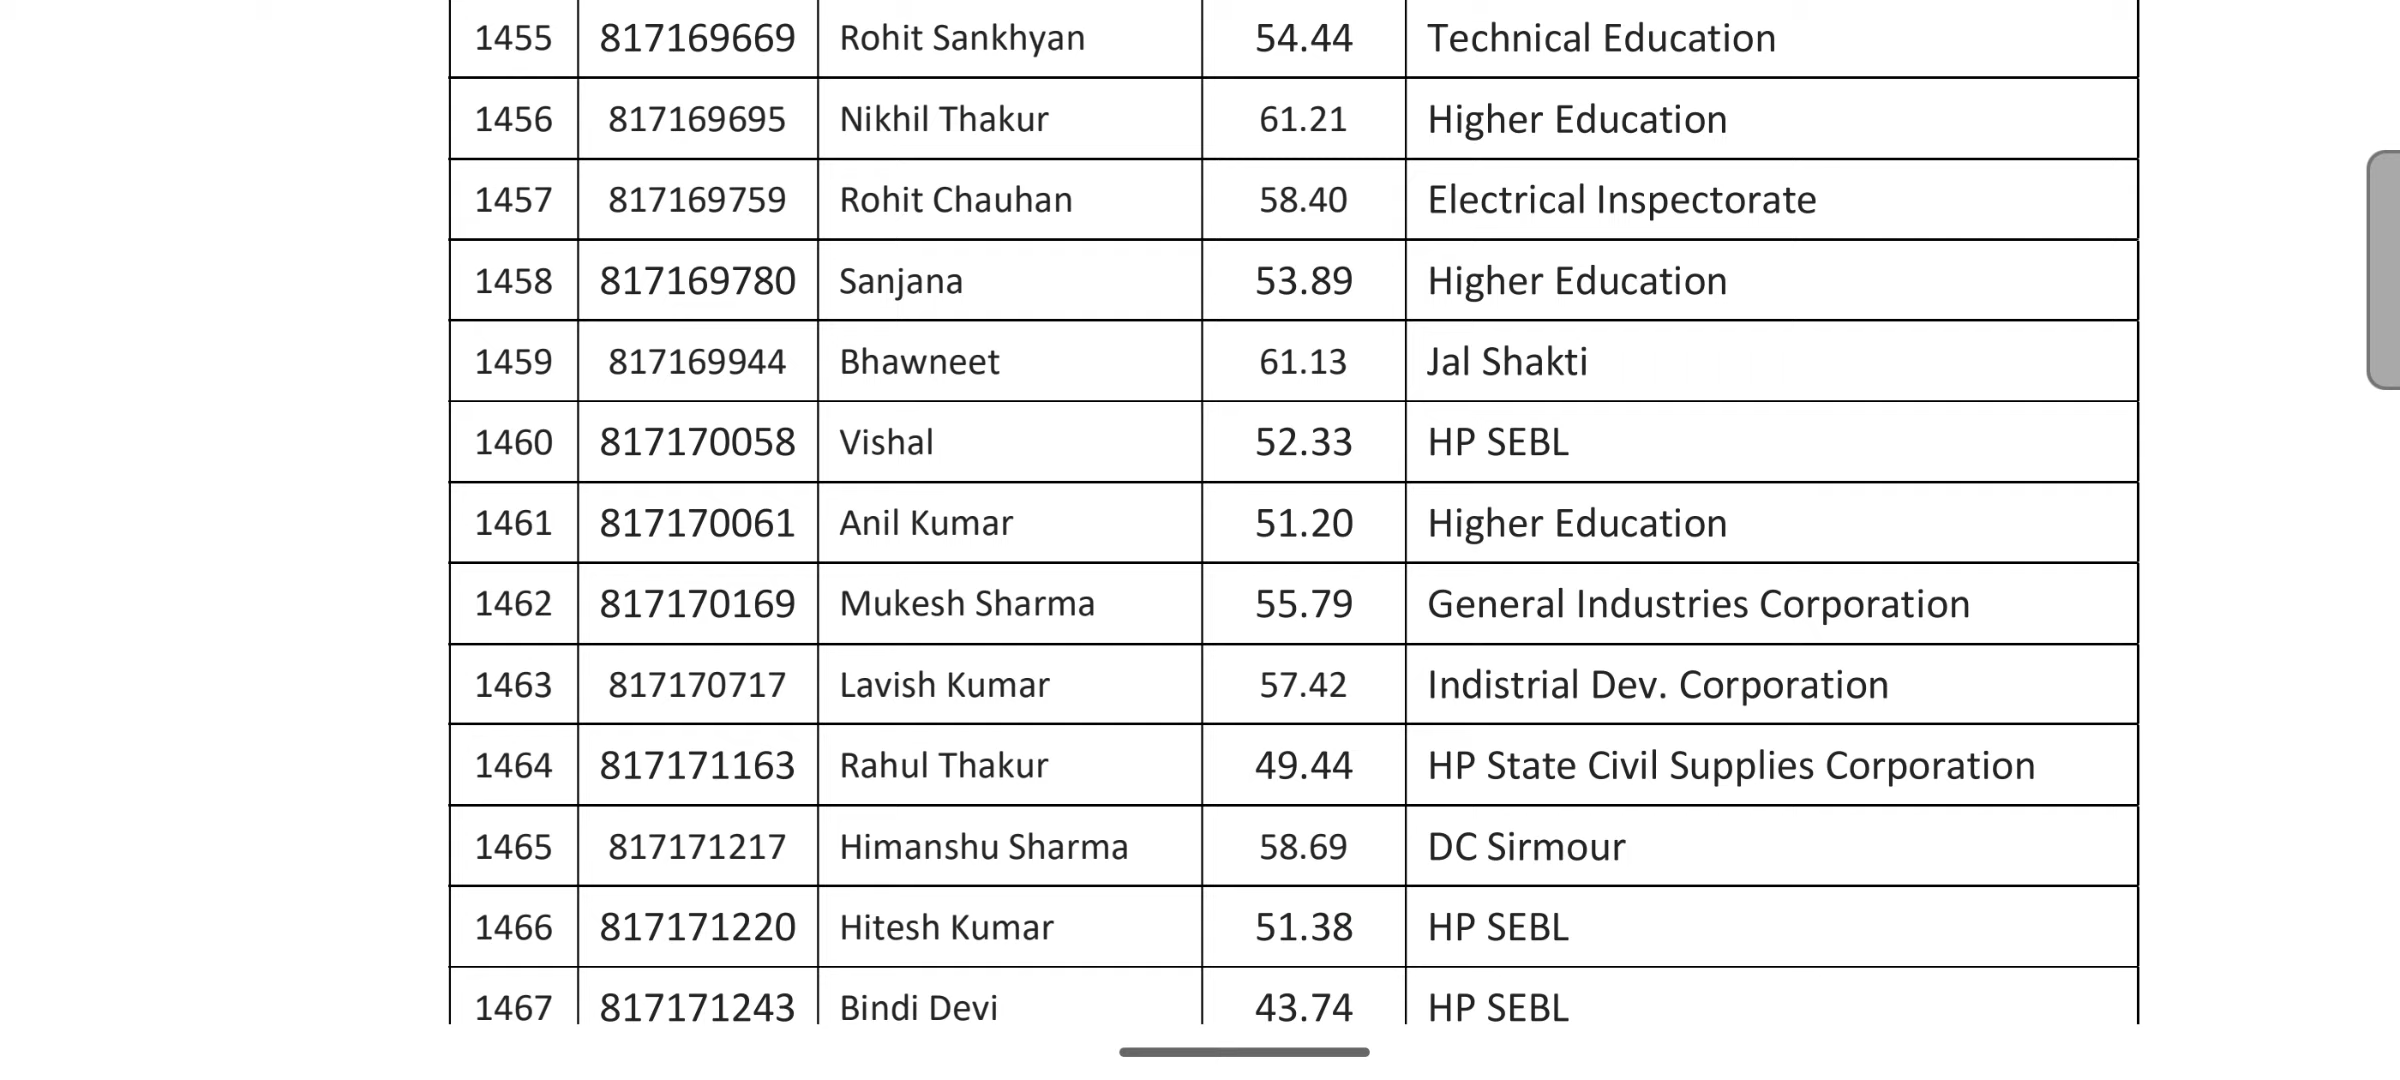 1455 817169669 Rohit Sankhyan 54.44 Technical Education
1456 817169695 Nikhil Thakur 61.21 Higher Education
1457 817169759 Rohit Chauhan 58.40 Electrical Inspectorate
1458 817169780 Sanjana 53.89 Higher Education
1459 817169944 Bhawneet 61.13 Jal Shakti
1460 817170058 Vishal 52.33 HP SEBL
1461 817170061 Anil Kumar 51.20 Higher Education
1462 817170169 Mukesh Sharma 55.79 General Industries Corporation
1463 817170717 Lavish Kumar 57.42 Indistrial Dev. Corporation
1464 817171163 Rahul Thakur 49.44 HP State Civil Supplies Corporation
1465 817171217 Himanshu Sharma 58.69 DC Sirmour
1466 817171220 Hitesh Kumar 51.38 HP SEBL
1467 817171243 Bindi Devi 43.74 HP SEBL